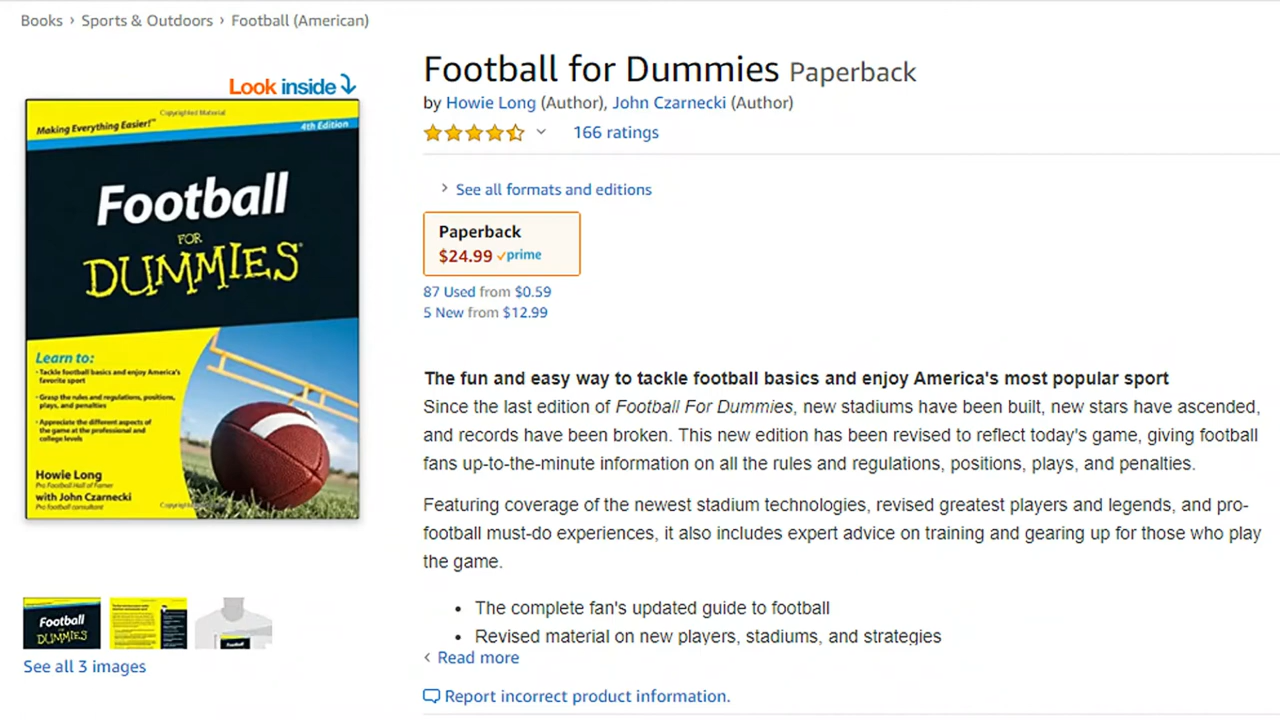 Books › Sports & Outdoors › Football (American)
Look inside
Copyrighted Material
Making Everything Easier!™
4th Edition
Football
FOR
DUMMIES®
Learn to:
• Tackle football basics and enjoy America's
favorite sport
• Grasp the rules and regulations, positions,
plays, and penalties
• Appreciate the different aspects of
the game at the professional and
college levels
Howie Long
Pro Football Hall of Famer
with John Czarnecki
Pro football consultant
Football
DUMMIES
See all 3 images
Football for Dummies Paperback
by Howie Long (Author), John Czarnecki (Author)
166 ratings
› See all formats and editions
Paperback
$24.99 prime
87 Used from $0.59
5 New from $12.99
The fun and easy way to tackle football basics and enjoy America's most popular sport
Since the last edition of Football For Dummies, new stadiums have been built, new stars have ascended,
and records have been broken. This new edition has been revised to reflect today's game, giving football
fans up-to-the-minute information on all the rules and regulations, positions, plays, and penalties.
Featuring coverage of the newest stadium technologies, revised greatest players and legends, and pro-
football must-do experiences, it also includes expert advice on training and gearing up for those who play
the game.
• The complete fan's updated guide to football
• Revised material on new players, stadiums, and strategies
‹ Read more
Report incorrect product information.